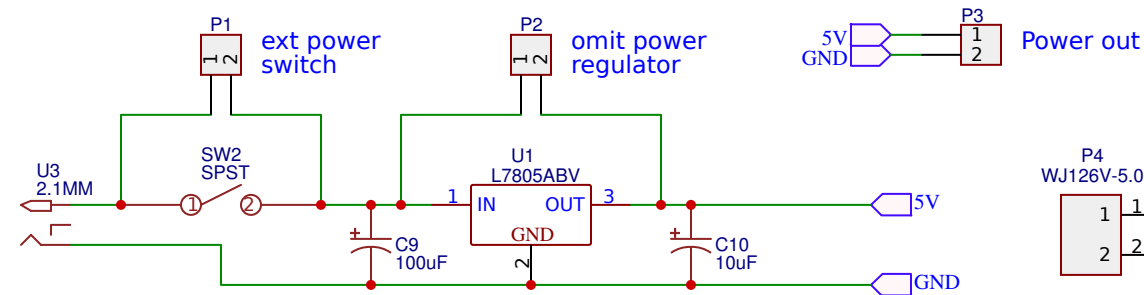 P1
1
2
ext power
switch
P2
1
2
omit power
regulator
P3
5V
GND
1
2
Power out
U3
2.1MM
SW2
SPST
1
2
U1
L7805ABV
1
IN
OUT
3
GND
2
+
C9
100uF
+
C10
10uF
5V
GND
P4
WJ126V-5.0
1
1
2
2